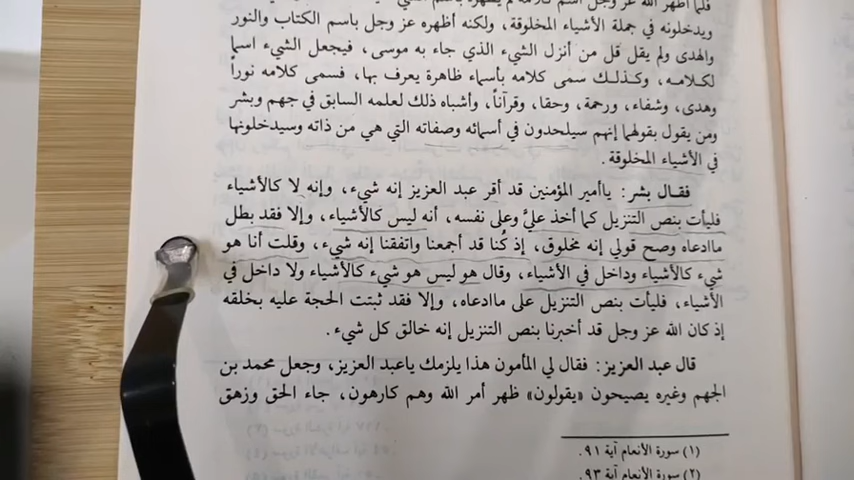 ويدخلونه في جملة الأشياء المخلوقة، ولكنه أظهره عز وجل باسم الكتاب والنور
والهدى ولم يقل قل من أنزل الشيء الذي جاء به موسى، فيجعل الشيء اسما
لكلامه، وكذلك سمى كلامه بأسماء ظاهرة يعرف بها، فسمى كلامه نوراً
وهدى، وشفاء، ورحمة، وحقا، وقرآناً، وأشباه ذلك لعلمه السابق في جهم وبشر
ومن يقول بقولهما إنهم سيلحدون في أسمائه وصفاته التي هي من ذاته وسيدخلونها
في الأشياء المخلوقة.
فقال بشر: ياأمير المؤمنين قد أقر عبد العزيز إنه شيء، وإنه لا كالأشياء
فليأت بنص التنزيل كما أخذ عليَّ وعلى نفسه، أنه ليس كالأشياء، وإلا فقد بطل
ماادعاه وصح قولي إنه مخلوق، إذ كُنا قد أجمعنا واتفقنا إنه شيء، وقلت أنا هو
شيء كالأشياء وداخل في الأشياء، وقال هو ليس هو شيء كالأشياء ولا داخل في
الأشياء، فليأت بنص التنزيل على ماادعاه، وإلا فقد ثبتت الحجة عليه بخلقه
إذ كان الله عز وجل قد أخبرنا بنص التنزيل إنه خالق كل شيء.
قال عبد العزيز: فقال لي المأمون هذا يلزمك ياعبد العزيز، وجعل محمد بن
الجهم وغيره يصيحون «يقولون» ظهر أمر الله وهم كارهون، جاء الحق وزهق
(١) سورة الأنعام آية ٩١.
(٢) سورة الأنعام آية ٩٣.